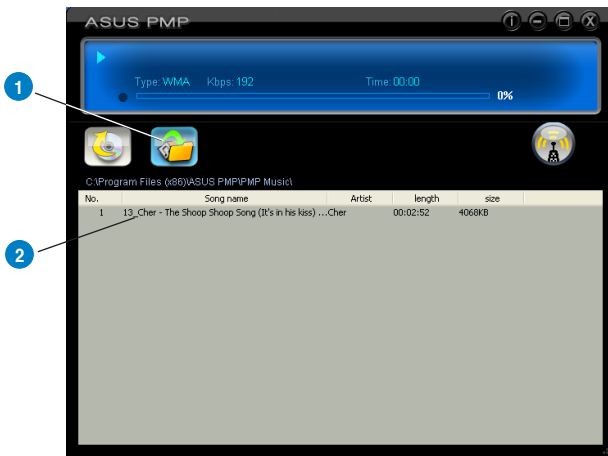 ASUS PMP
Type: WMA Kbps: 192 Time: 00:00
0%
1
C:\Program Files (x86)\ASUS PMP\PMP Music\
No. Song name Artist length size
1 13_Cher - The Shoop Shoop Song (It's in his kiss) ...Cher 00:02:52 4068KB
2